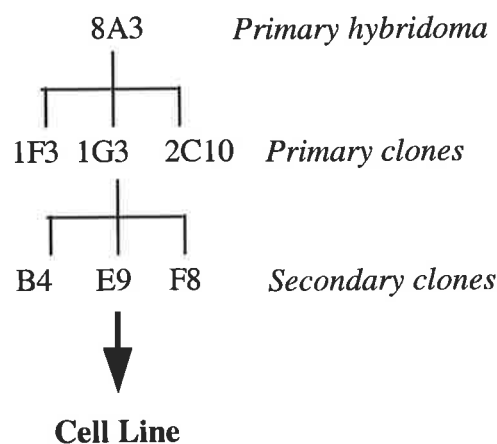 8A3 Primary hybridoma
1F3 1G3 2C10 Primary clones
B4 E9 F8 Secondary clones
Cell Line